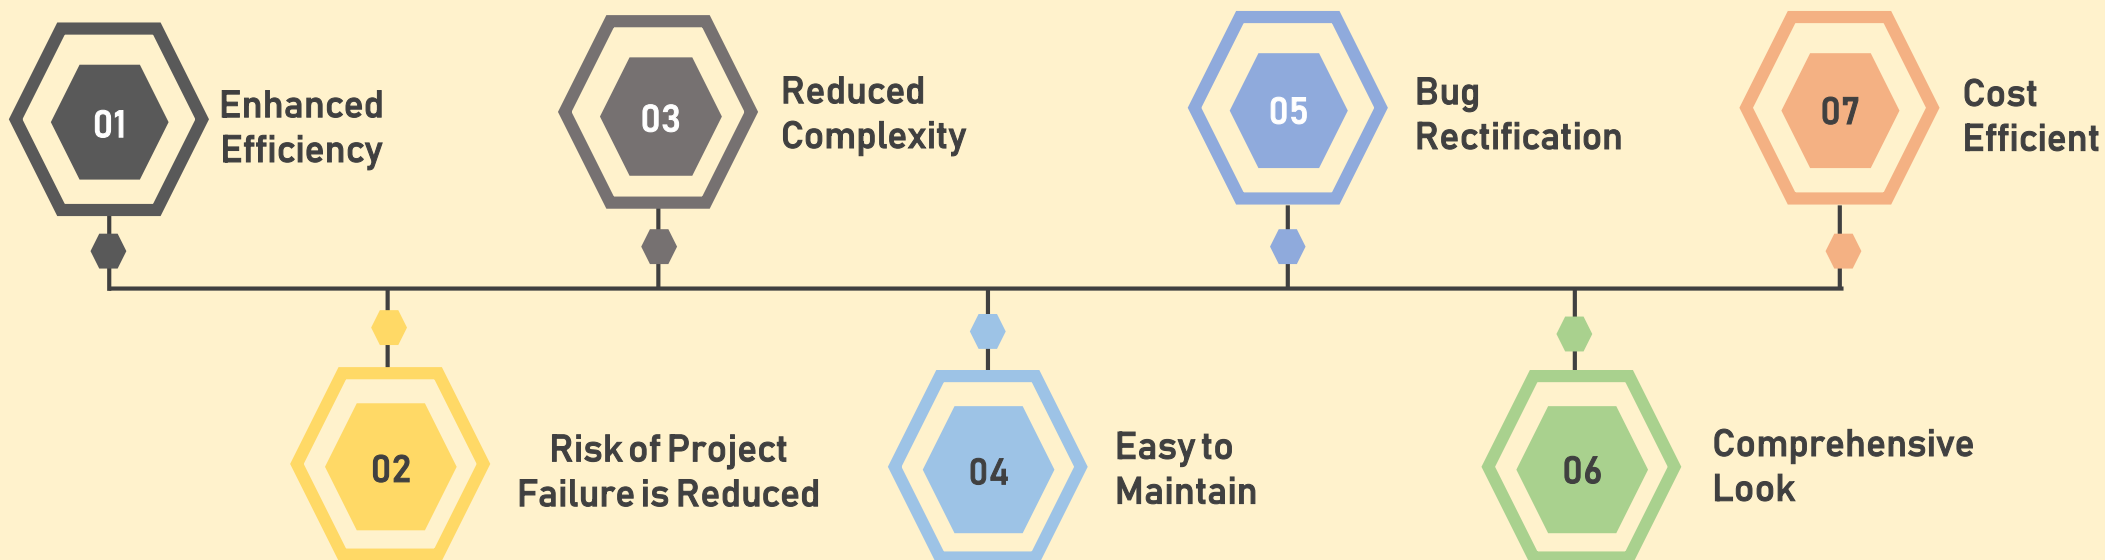 01
Enhanced
Efficiency
02
Risk of Project
Failure is Reduced
03
Reduced
Complexity
04
Easy to
Maintain
05
Bug
Rectification
06
Comprehensive
Look
07
Cost
Efficient